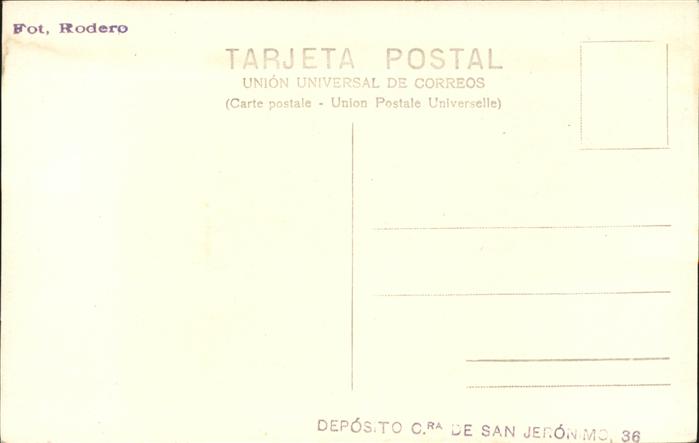 Fot, Rodero
TARJETA POSTAL
UNIÓN UNIVERSAL DE CORREOS
(Carte postale - Union Postale Universelle)
DEPÓSITO C.RA DE SAN JERÓNIMO, 36